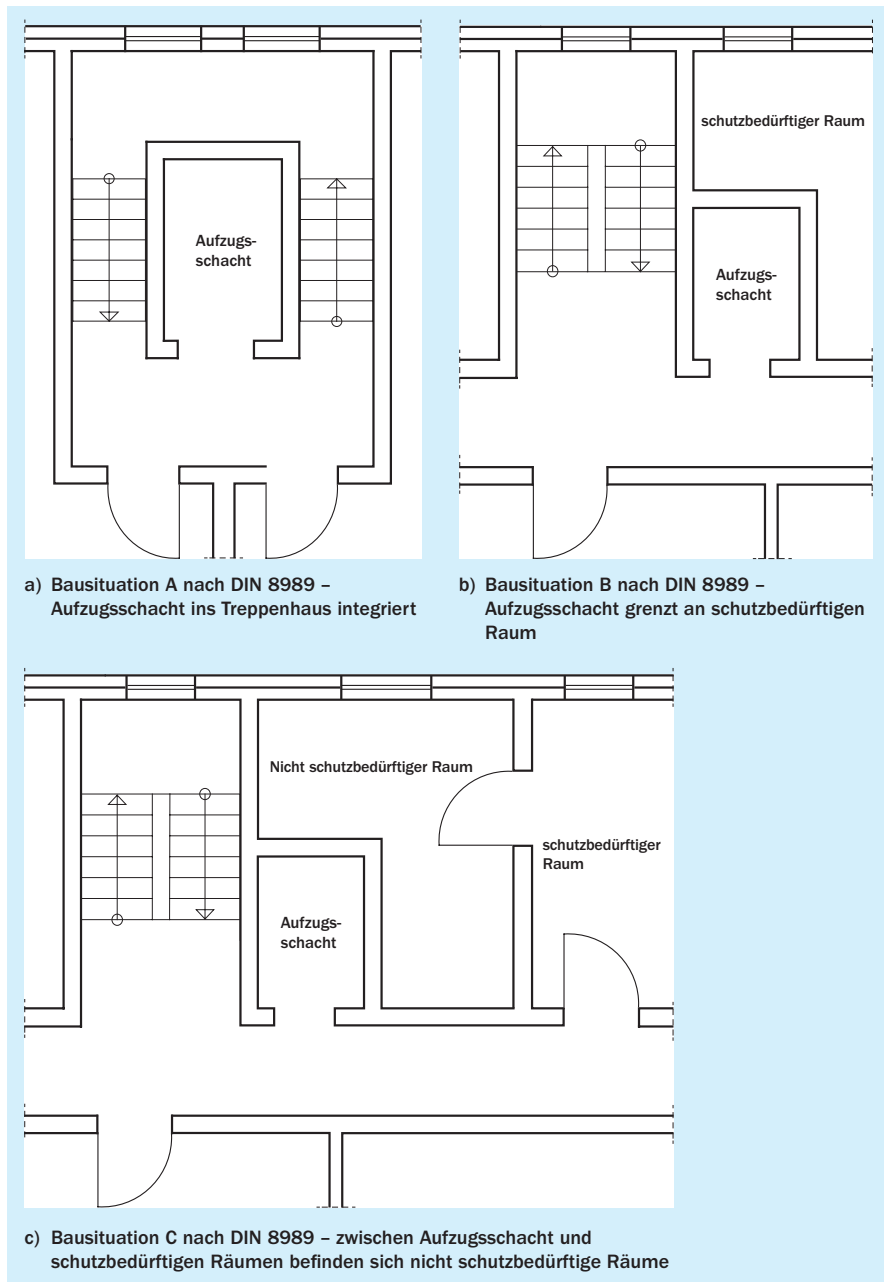 Aufzugs-
schacht
a) Bausituation A nach DIN 8989 –
Aufzugsschacht ins Treppenhaus integriert
schutzbedürftiger Raum
Aufzugs-
schacht
b) Bausituation B nach DIN 8989 –
Aufzugsschacht grenzt an schutzbedürftigen
Raum
Nicht schutzbedürftiger Raum
schutzbedürftiger
Raum
Aufzugs-
schacht
c) Bausituation C nach DIN 8989 – zwischen Aufzugsschacht und
schutzbedürftigen Räumen befinden sich nicht schutzbedürftige Räume